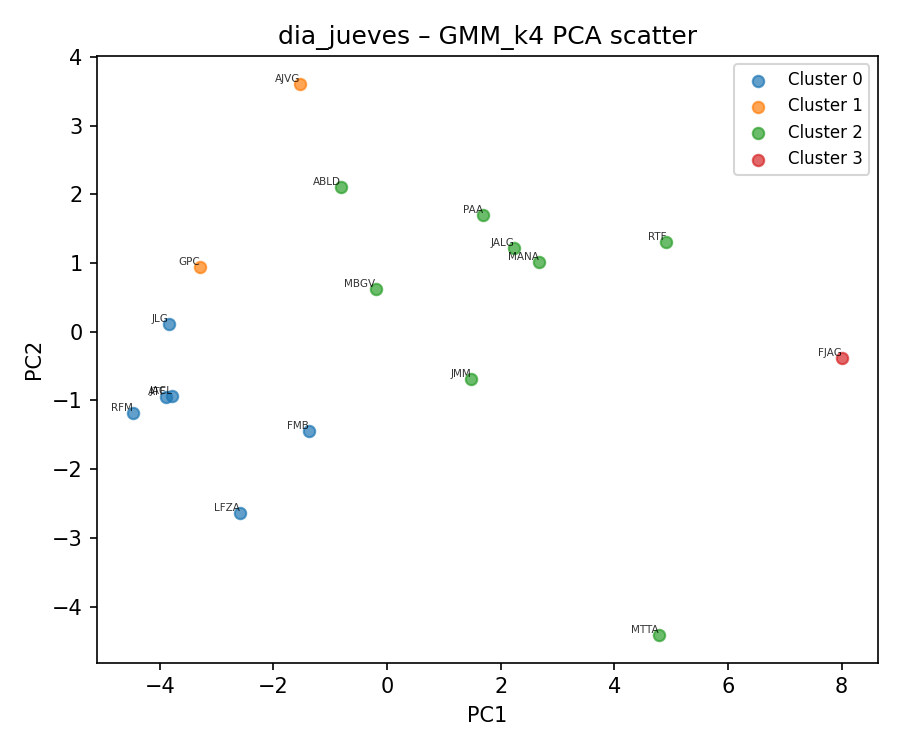 dia_jueves – GMM_k4 PCA scatter
Cluster 0
Cluster 1
Cluster 2
Cluster 3
AJVG
ABLD
PAA
JALG
MANA
RTF
GPC
MBGV
JLG
FJAG
JMM
RFM
FMB
LFZA
MTTA
4
3
2
1
0
−1
−2
−3
−4
PC2
−4
−2
0
2
4
6
8
PC1